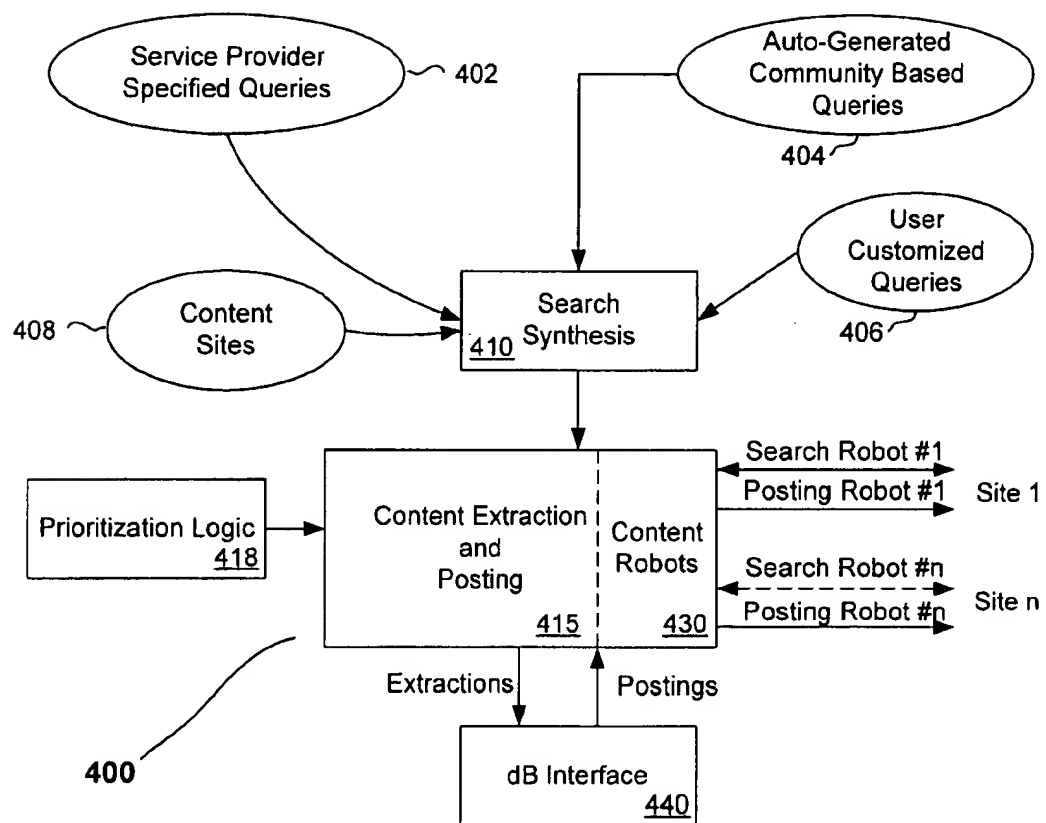 Service Provider
Specified Queries
402
Auto-Generated
Community Based
Queries
404
User
Customized
Queries
406
408
Content
Sites
Search
Synthesis
410
Prioritization Logic
418
Content Extraction
and
Posting
415
Content
Robots
430
Search Robot #1
Posting Robot #1
Site 1
Search Robot #n
Posting Robot #n
Site n
Extractions
Postings
400
dB Interface
440